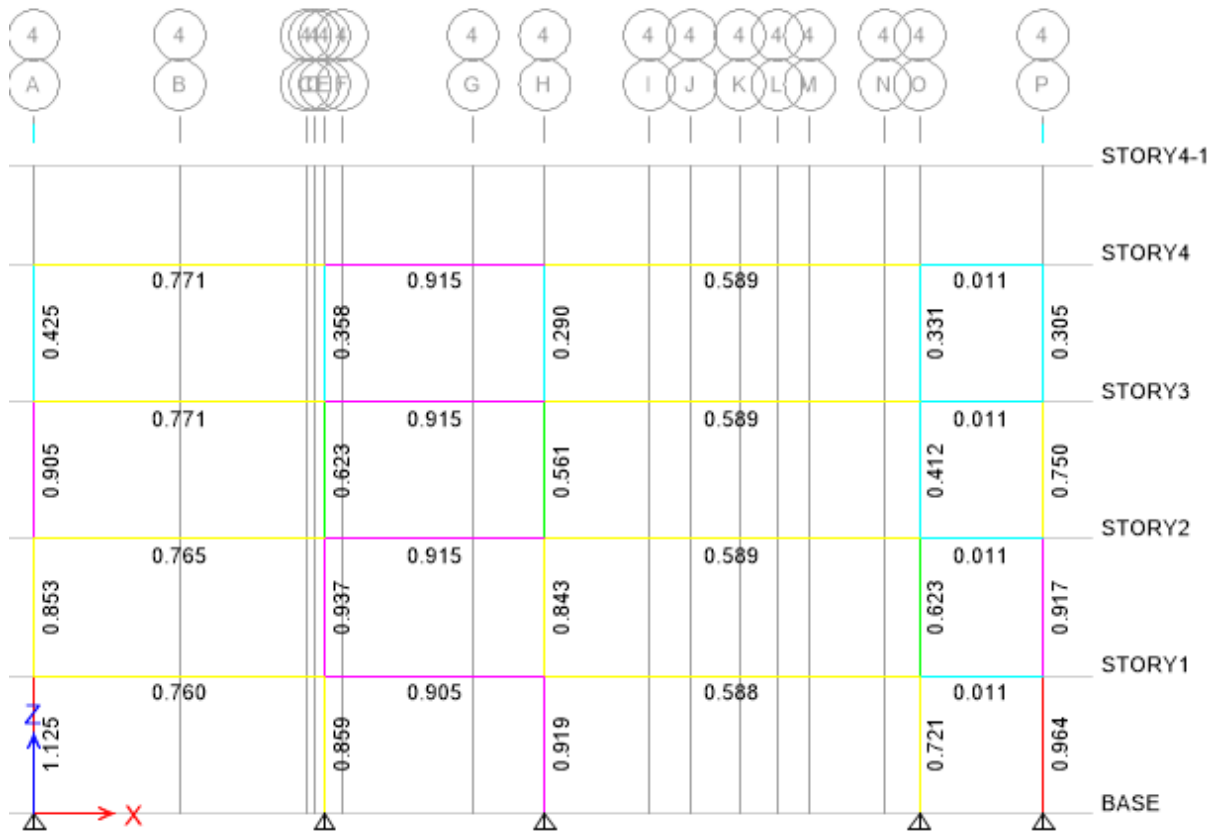 4 4 4 4 4 4 4 4 4 4 4 4 4 4 4 4
A B C D E F G H I J K L M N O P
STORY4-1
STORY4
0.771 0.915 0.589 0.011
0.425 0.358 0.290 0.331 0.305
STORY3
0.771 0.915 0.589 0.011
0.905 0.623 0.561 0.412 0.750
STORY2
0.765 0.915 0.589 0.011
0.853 0.937 0.843 0.623 0.917
STORY1
0.760 0.905 0.588 0.011
Z
1.125 0.859 0.919 0.721 0.964
BASE
X